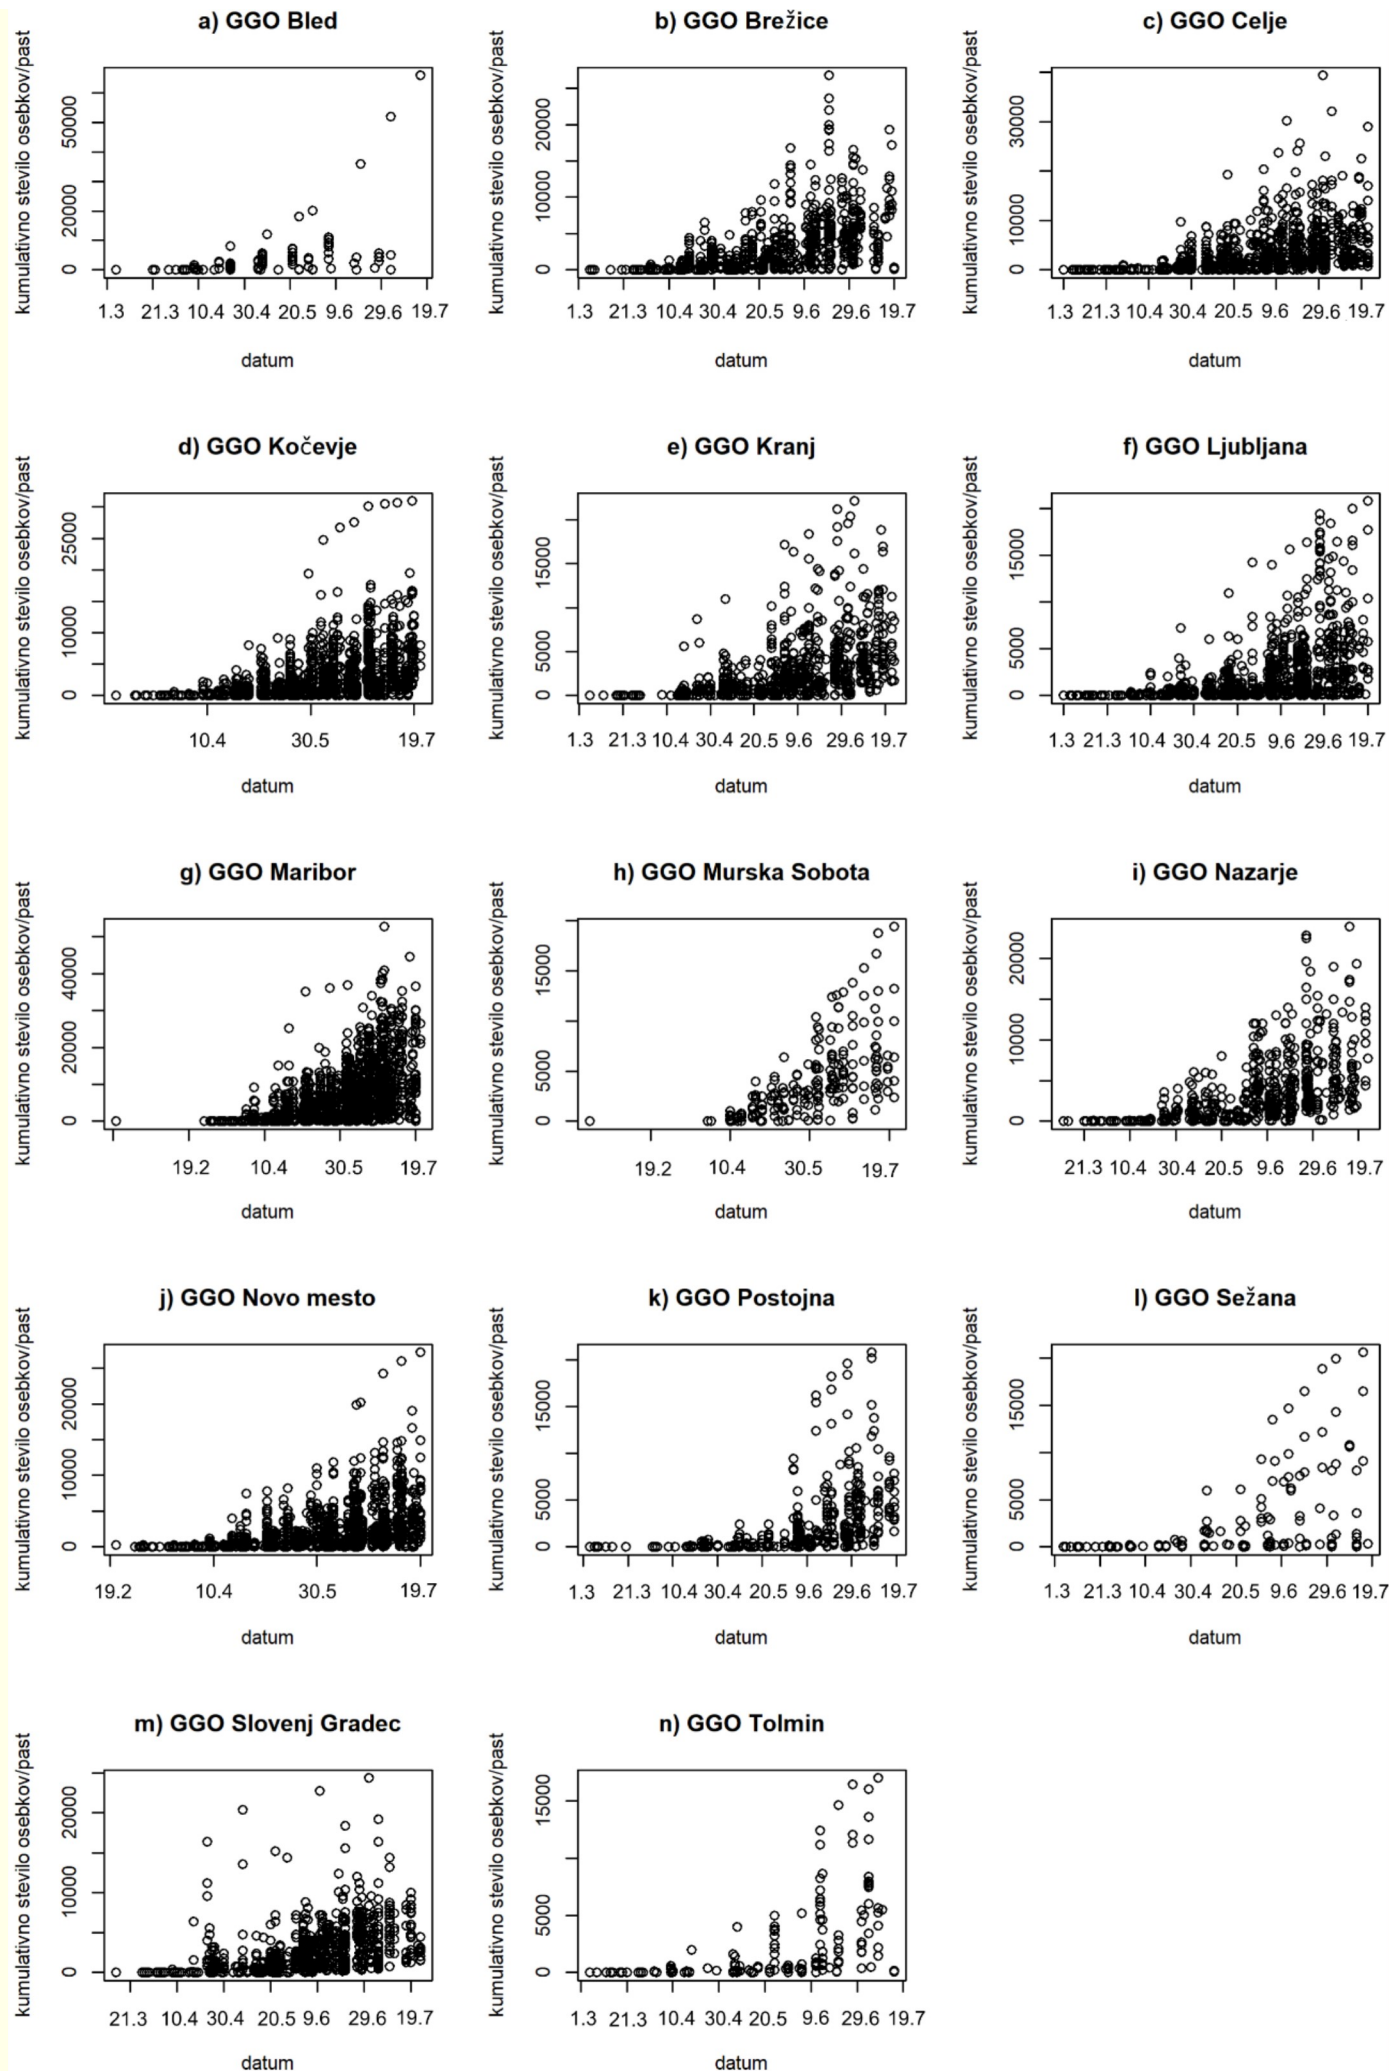 a) GGO Bled
kumulativno stevilo osebkov/past
50000
20000
0
1.3 21.3 10.4 30.4 20.5 9.6 29.6 19.7
datum
b) GGO Brežice
kumulativno stevilo osebkov/past
20000
10000
0
1.3 21.3 10.4 30.4 20.5 9.6 29.6 19.7
datum
c) GGO Celje
kumulativno stevilo osebkov/past
30000
10000
0
1.3 21.3 10.4 30.4 20.5 9.6 29.6 19.7
datum
d) GGO Kočevje
kumulativno stevilo osebkov/past
25000
10000
0
10.4 30.5 19.7
datum
e) GGO Kranj
kumulativno stevilo osebkov/past
15000
5000
0
1.3 21.3 10.4 30.4 20.5 9.6 29.6 19.7
datum
f) GGO Ljubljana
kumulativno stevilo osebkov/past
15000
5000
0
1.3 21.3 10.4 30.4 20.5 9.6 29.6 19.7
datum
g) GGO Maribor
kumulativno stevilo osebkov/past
40000
20000
0
19.2 10.4 30.5 19.7
datum
h) GGO Murska Sobota
kumulativno stevilo osebkov/past
15000
5000
0
19.2 10.4 30.5 19.7
datum
i) GGO Nazarje
kumulativno stevilo osebkov/past
20000
10000
0
21.3 10.4 30.4 20.5 9.6 29.6 19.7
datum
j) GGO Novo mesto
kumulativno stevilo osebkov/past
20000
10000
0
19.2 10.4 30.5 19.7
datum
k) GGO Postojna
kumulativno stevilo osebkov/past
15000
5000
0
1.3 21.3 10.4 30.4 20.5 9.6 29.6 19.7
datum
l) GGO Sežana
kumulativno stevilo osebkov/past
15000
5000
0
1.3 21.3 10.4 30.4 20.5 9.6 29.6 19.7
datum
m) GGO Slovenj Gradec
kumulativno stevilo osebkov/past
20000
10000
0
21.3 10.4 30.4 20.5 9.6 29.6 19.7
datum
n) GGO Tolmin
kumulativno stevilo osebkov/past
15000
5000
0
1.3 21.3 10.4 30.4 20.5 9.6 29.6 19.7
datum